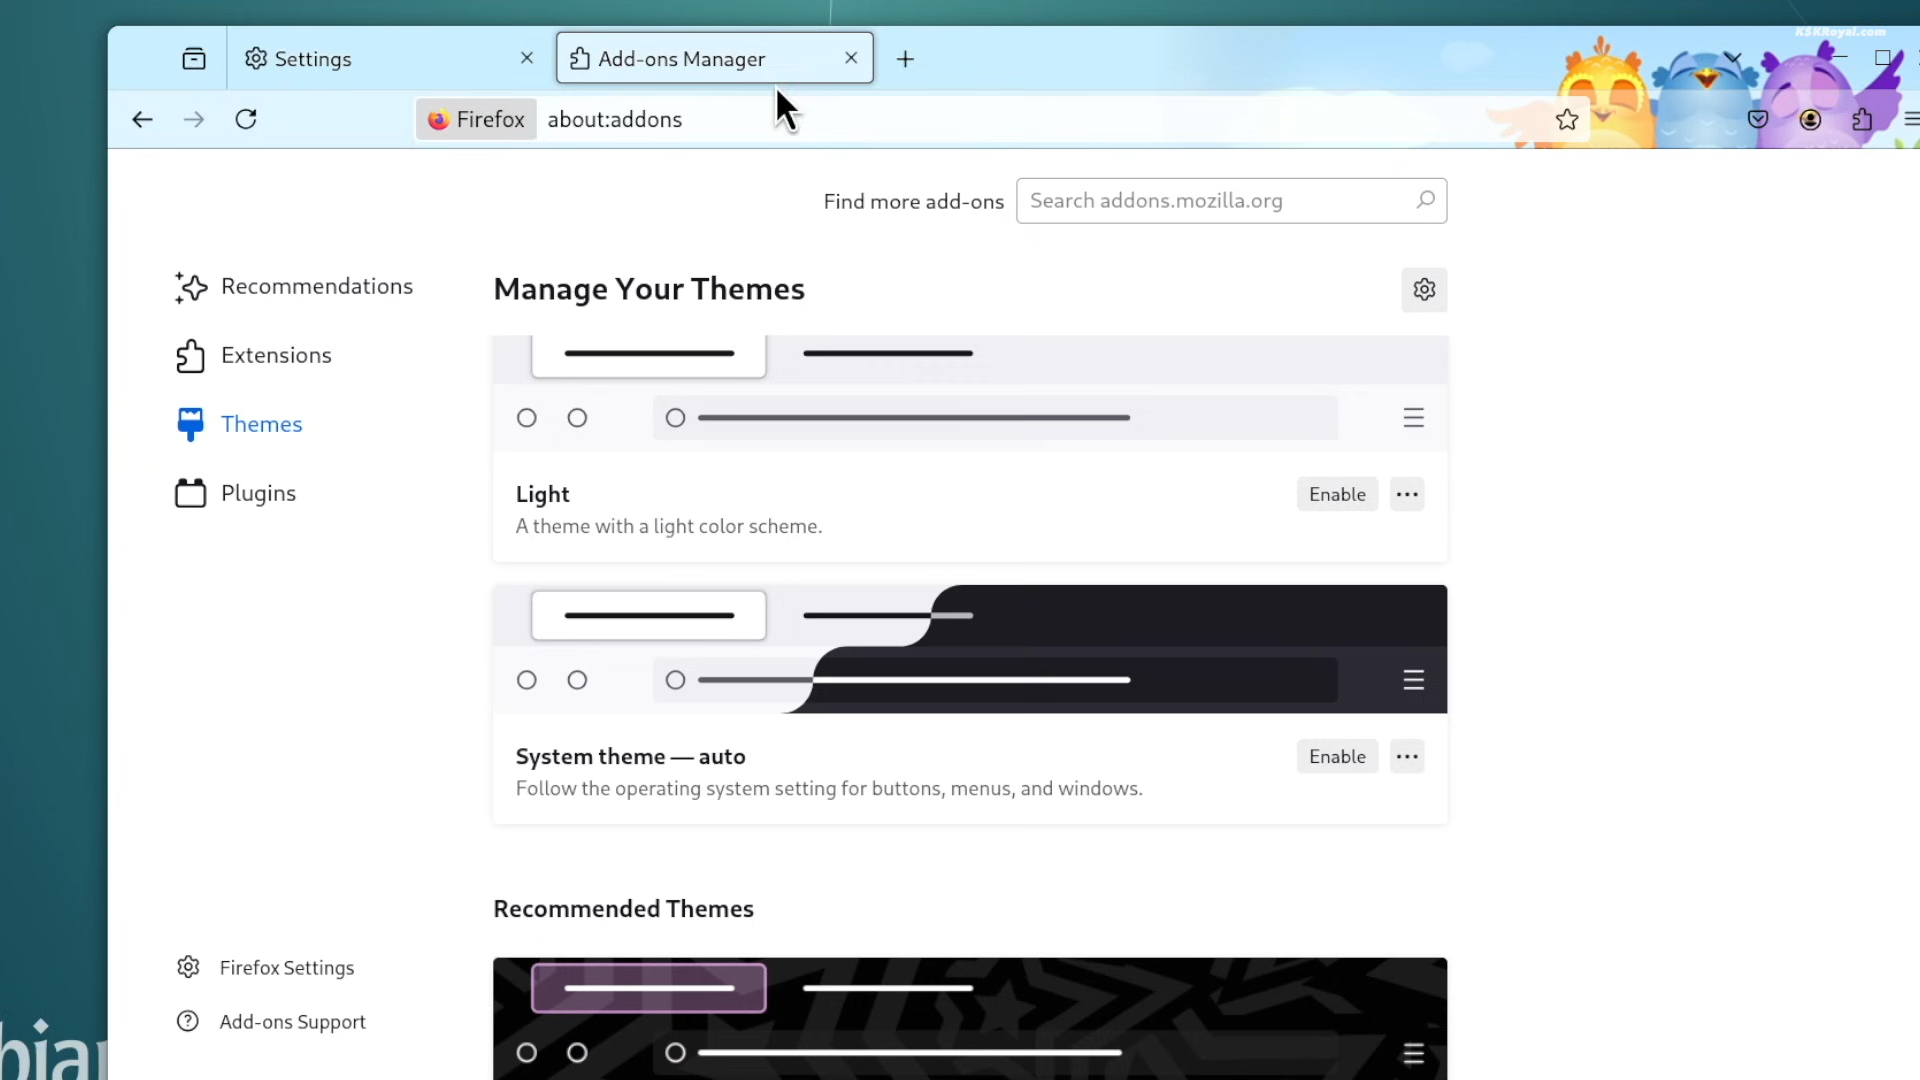 KSKRoyal.com
Settings
Add-ons Manager
Firefox
about:addons
Find more add-ons
Search addons.mozilla.org
Recommendations
Extensions
Themes
Plugins
Manage Your Themes
Light
A theme with a light color scheme.
Enable
System theme — auto
Follow the operating system setting for buttons, menus, and windows.
Enable
Recommended Themes
Firefox Settings
Add-ons Support